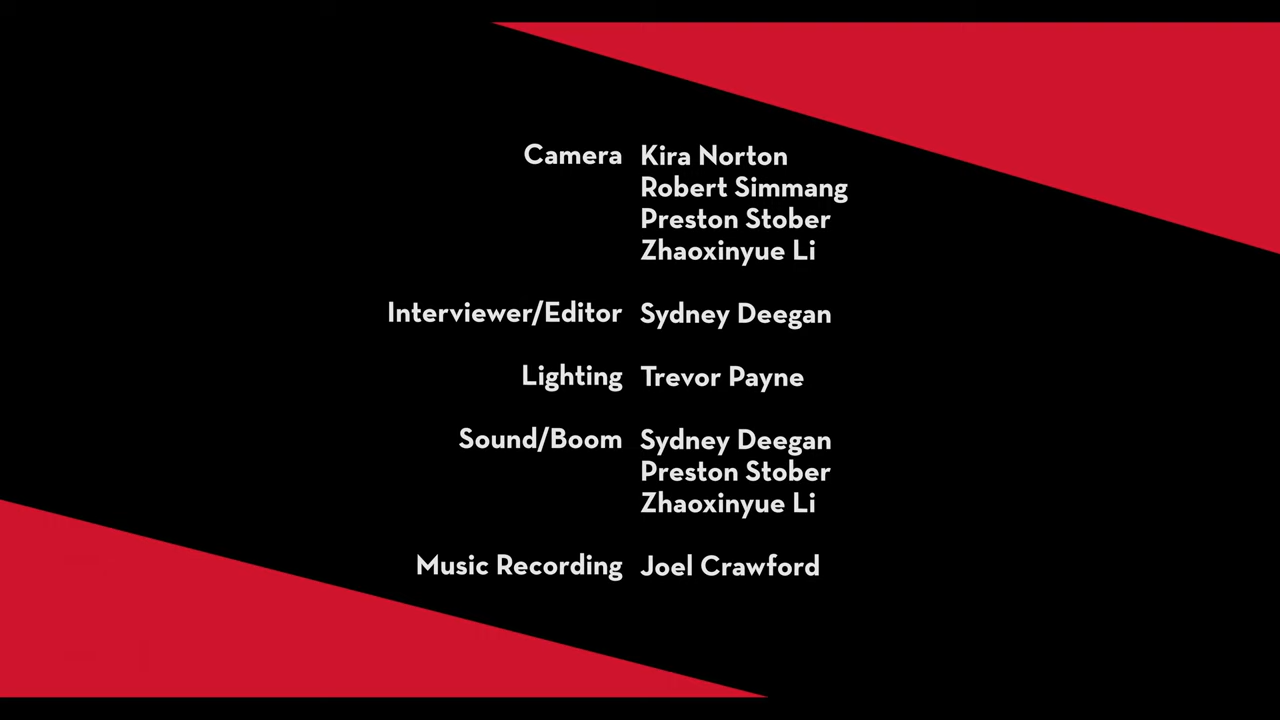 Camera Kira Norton
Robert Simmang
Preston Stober
Zhaoxinyue Li
Interviewer/Editor Sydney Deegan
Lighting Trevor Payne
Sound/Boom Sydney Deegan
Preston Stober
Zhaoxinyue Li
Music Recording Joel Crawford